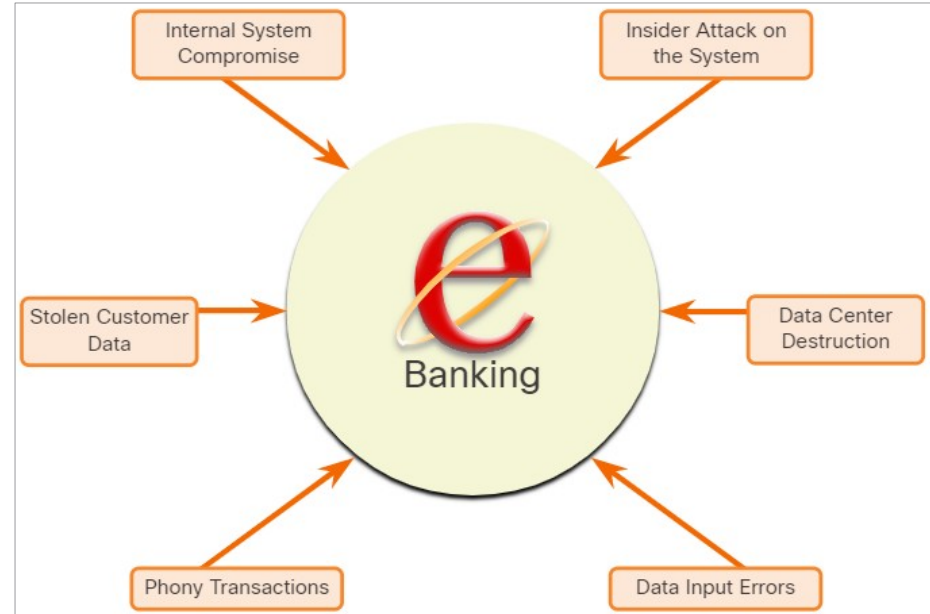 Internal System
Compromise
Insider Attack on
the System
Stolen Customer
Data
e
Banking
Data Center
Destruction
Phony Transactions
Data Input Errors